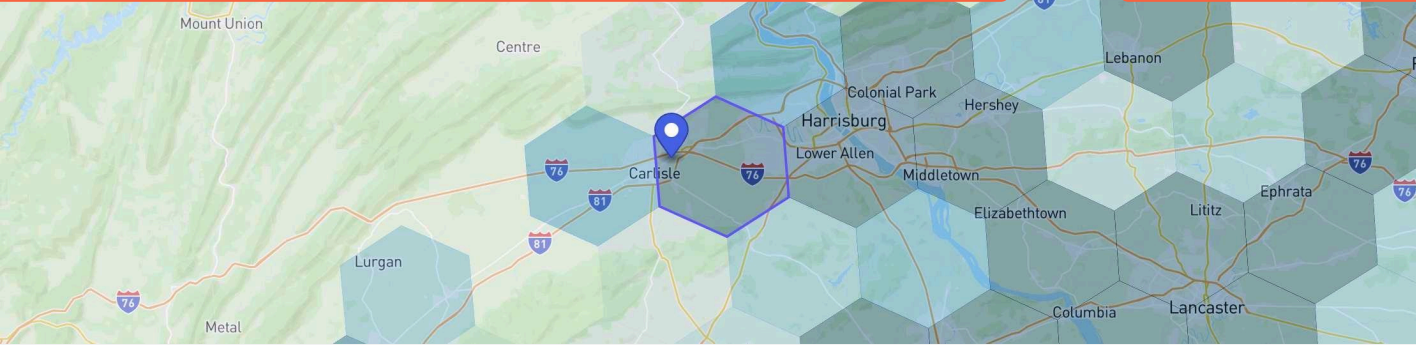 81
Mount Union
Centre
Lebanon
Colonial Park
Hershey
Harrisburg
Lower Allen
76
76
Carlisle
76
Middletown
76
81
Ephrata
Lititz
Elizabethtown
81
Lurgan
76
Columbia
Lancaster
Metal